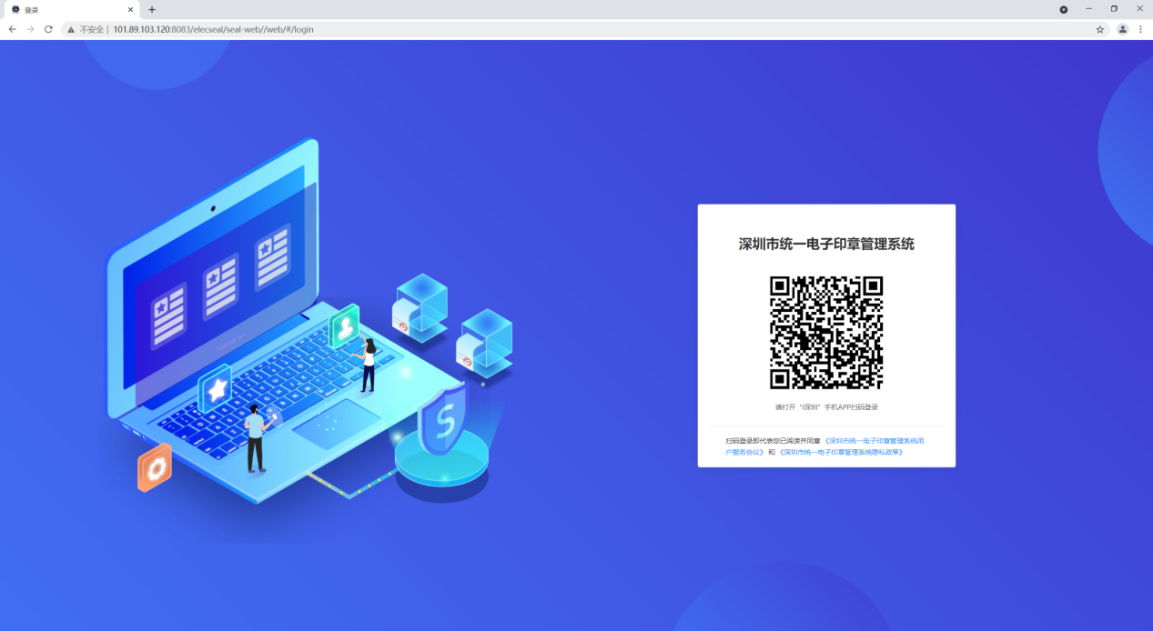 登录
不安全 | 101.89.103.120:8083/elecseal/seal-web//web/#/login
深圳市统一电子印章管理系统
请打开“i深圳”手机APP扫码登录
扫码登录即代表您已阅读并同意 《深圳市统一电子印章管理系统用
户服务协议》 和 《深圳市统一电子印章管理系统隐私政策》
S